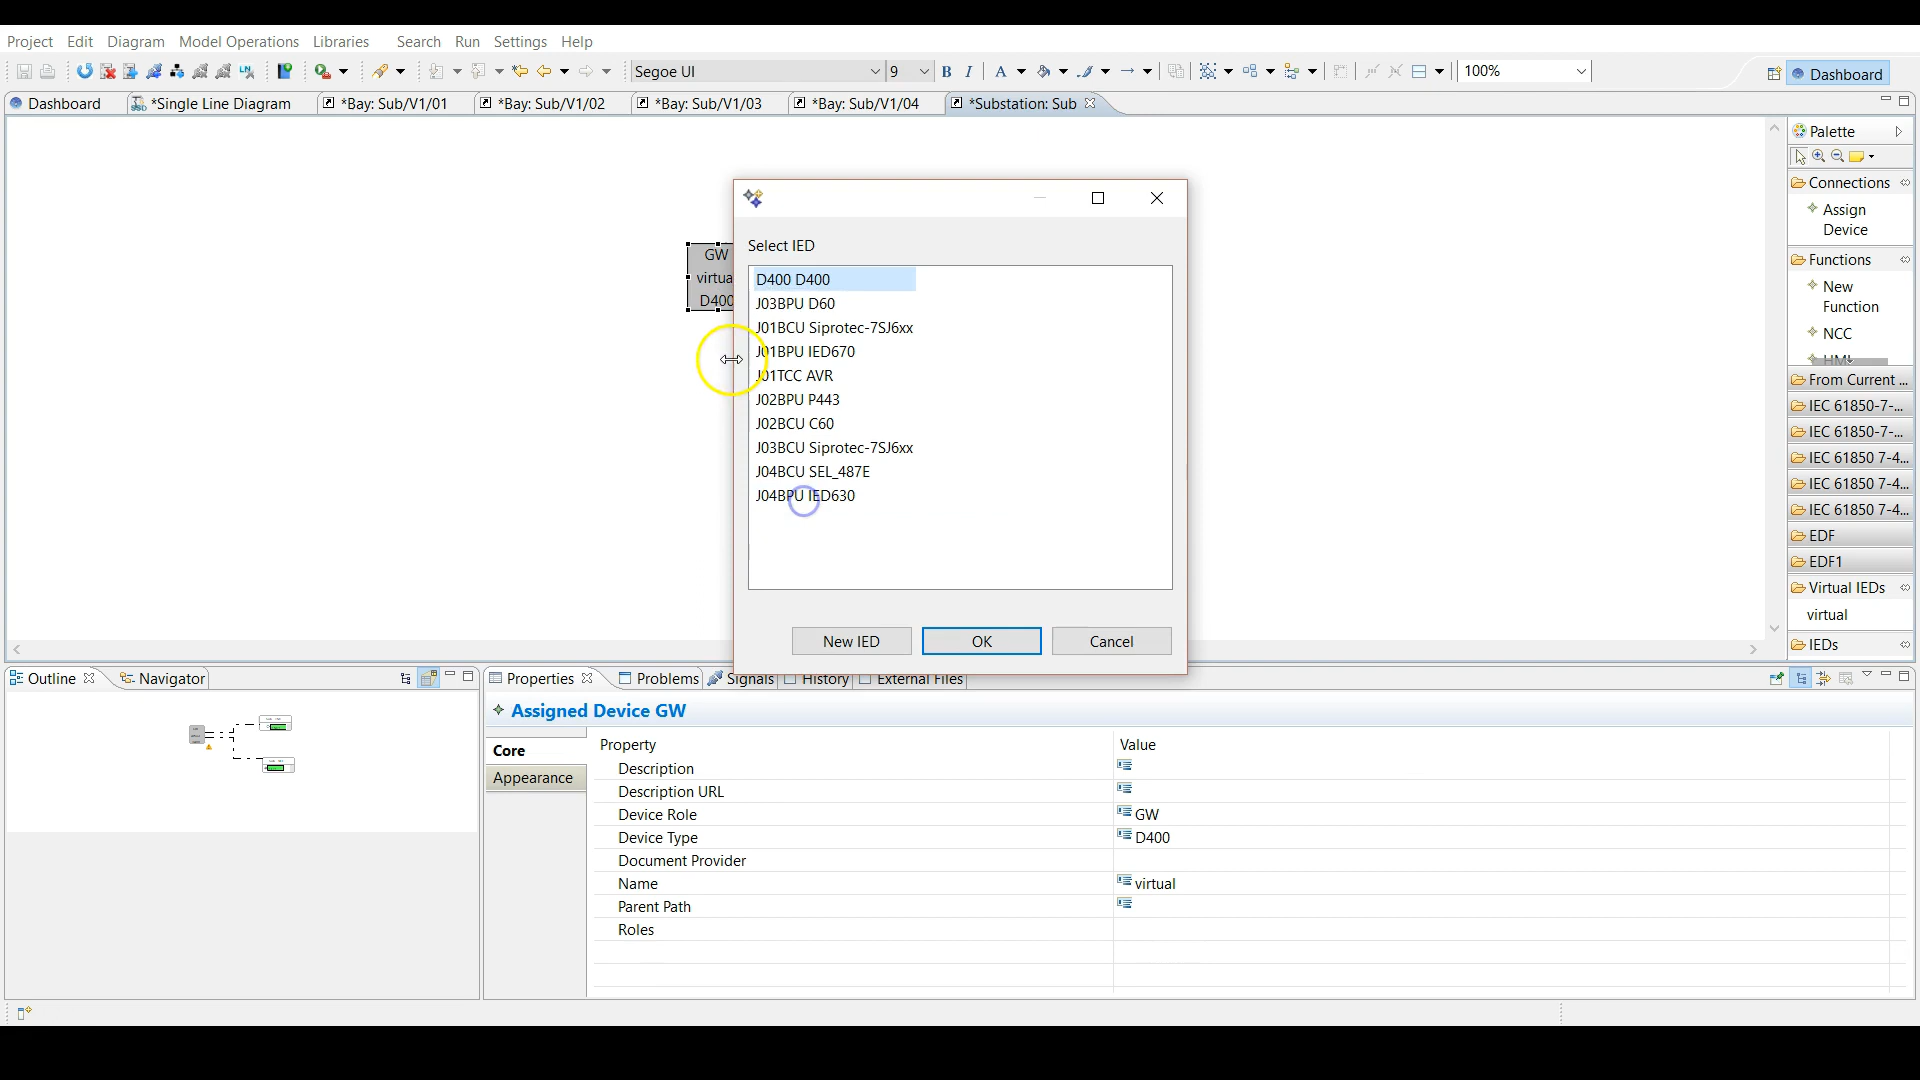 Project Edit Diagram Model Operations Libraries Search Run Settings Help
Segoe UI 9 B I A 100% Dashboard
Dashboard *Single Line Diagram *Bay: Sub/V1/01 *Bay: Sub/V1/02 *Bay: Sub/V1/03 *Bay: Sub/V1/04 *Substation: Sub
GW
virtua
D400
Select IED
D400 D400
J03BPU D60
J01BCU Siprotec-7SJ6xx
J01BPU IED670
J01TCC AVR
J02BPU P443
J02BCU C60
J03BCU Siprotec-7SJ6xx
J04BCU SEL_487E
J04BPU IED630
New IED OK Cancel
Palette
Connections
Assign
Device
Functions
New
Function
NCC
HMI
From Current ...
IEC 61850-7-...
IEC 61850-7-...
IEC 61850 7-4...
IEC 61850 7-4...
IEC 61850 7-4...
EDF
EDF1
Virtual IEDs
virtual
IEDs
Outline Navigator
Properties Problems Signals History External Files
Assigned Device GW
Core
Appearance
Property Value
Description
Description URL
Device Role GW
Device Type D400
Document Provider
Name virtual
Parent Path
Roles